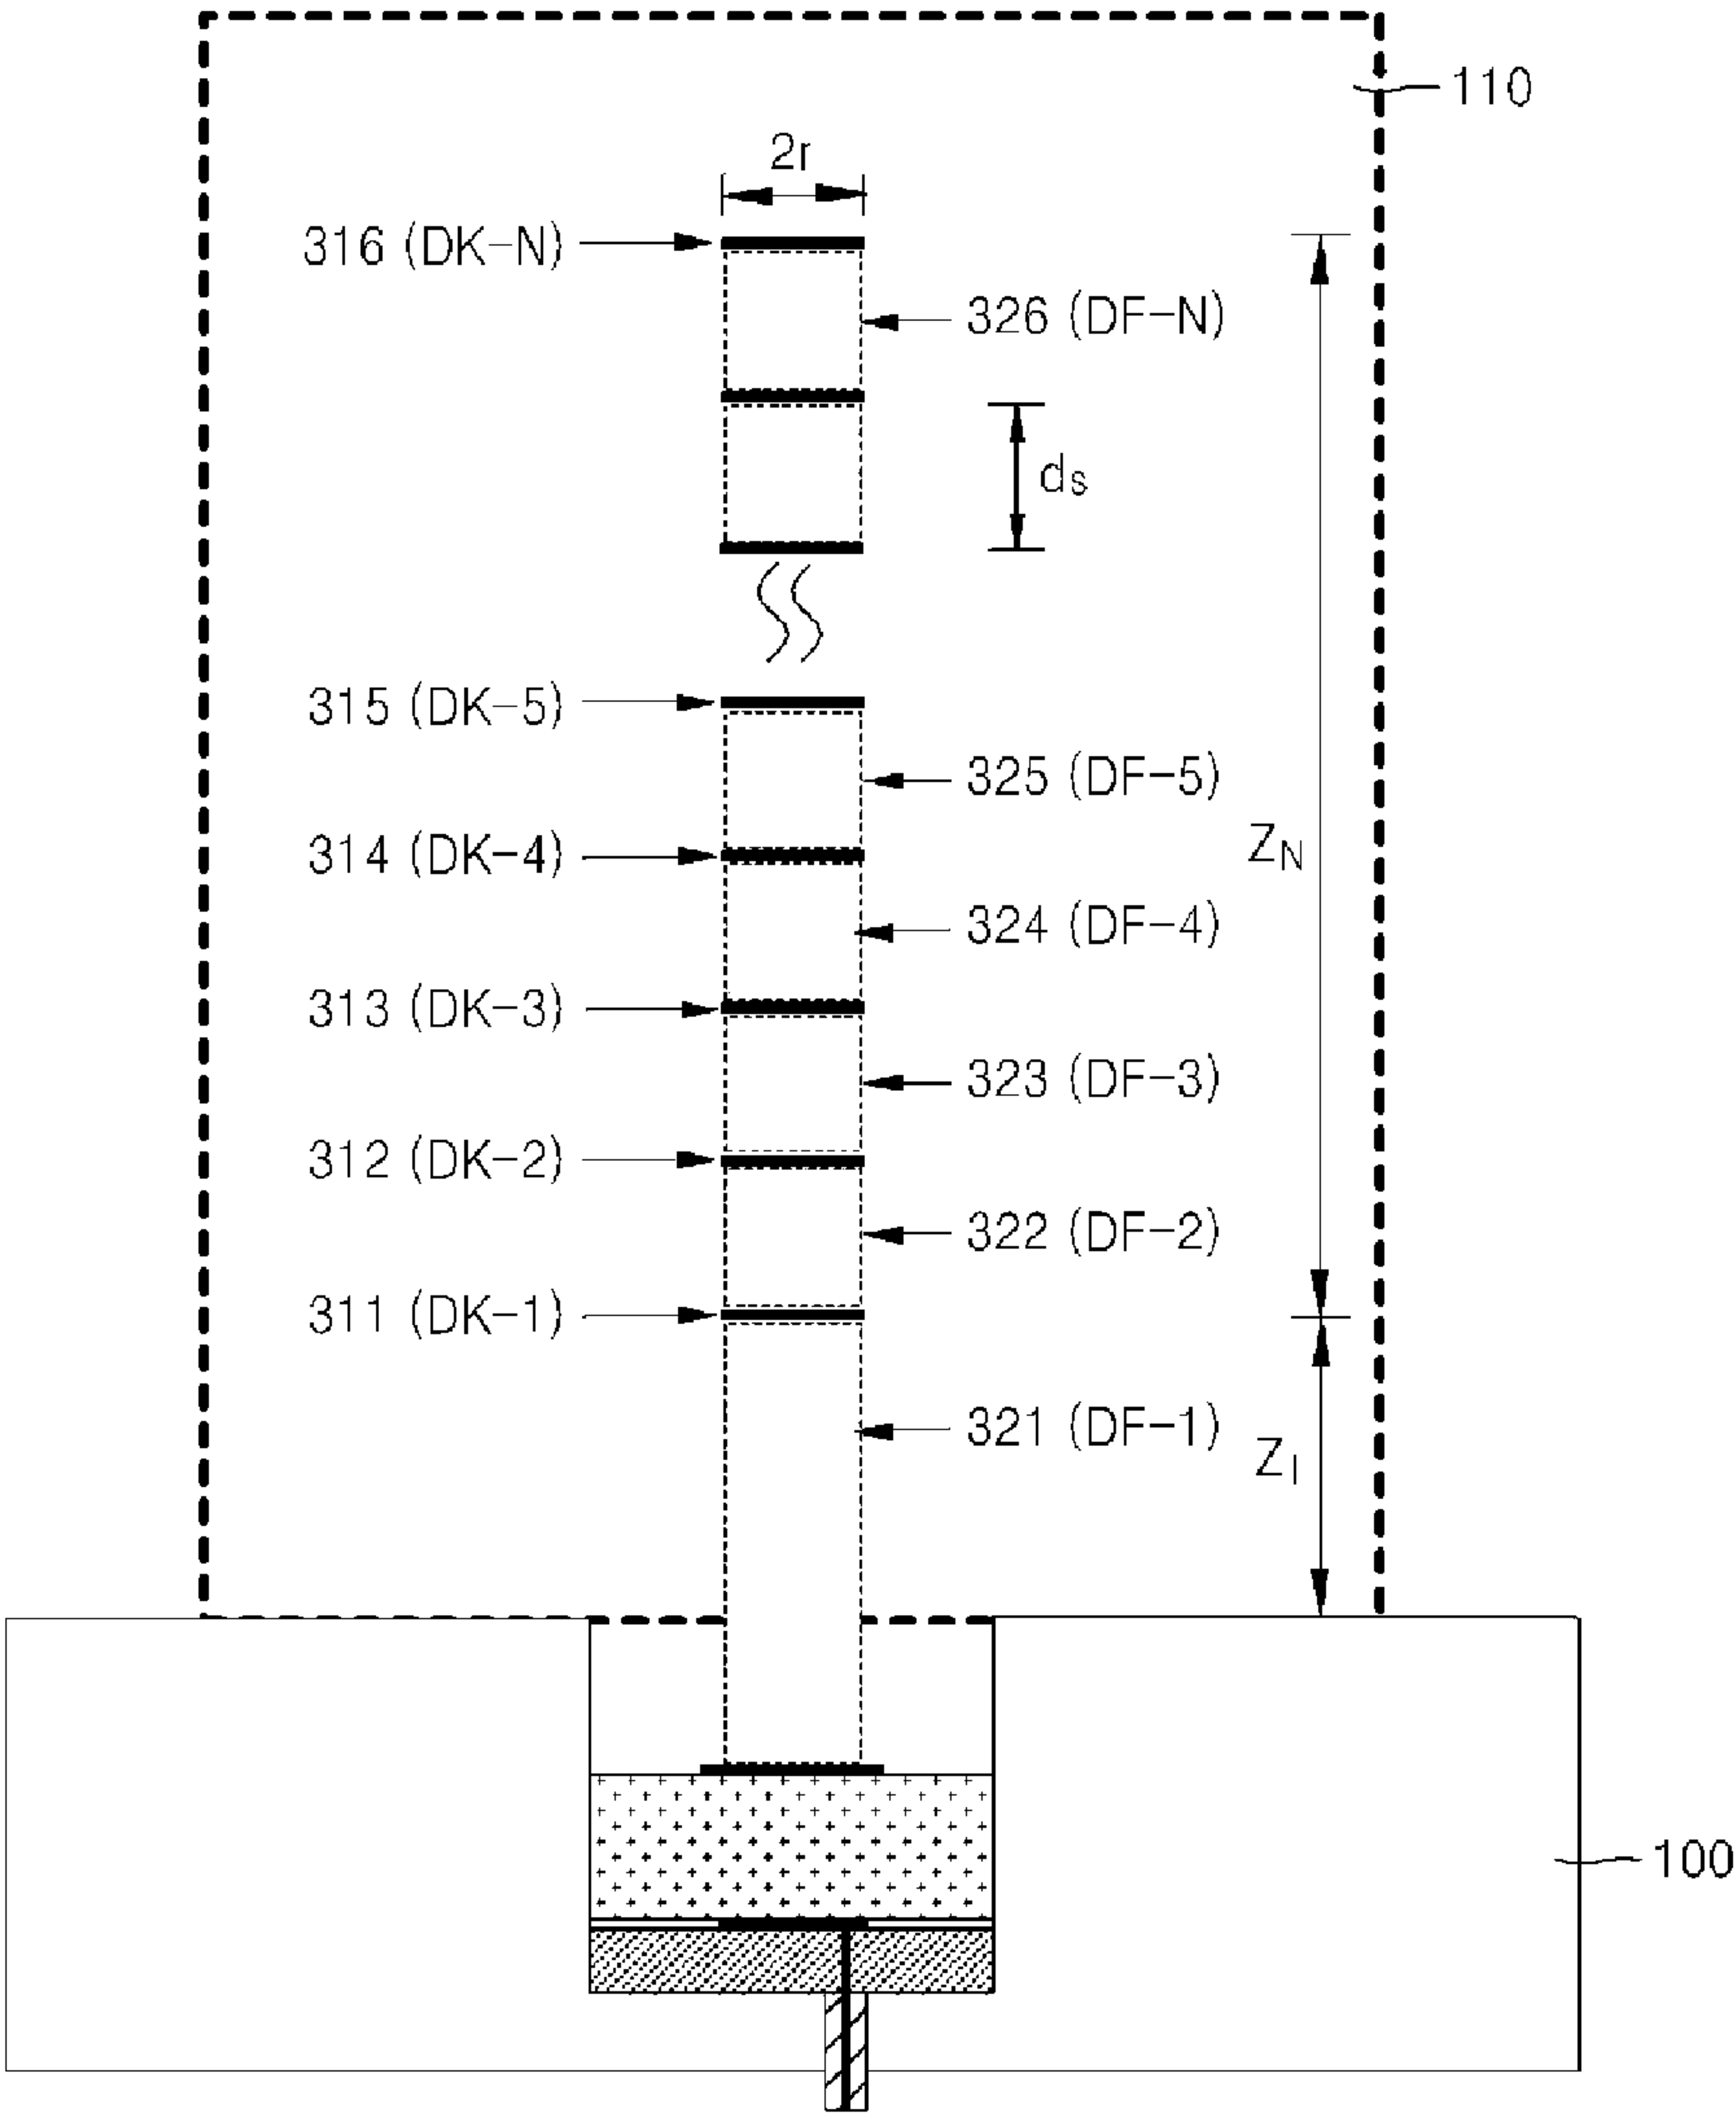 110
2r
316 (DK-N)
326 (DF-N)
ds
315 (DK-5)
325 (DF-5)
ZN
314 (DK-4)
324 (DF-4)
313 (DK-3)
323 (DF-3)
312 (DK-2)
322 (DF-2)
311 (DK-1)
321 (DF-1)
ZI
100